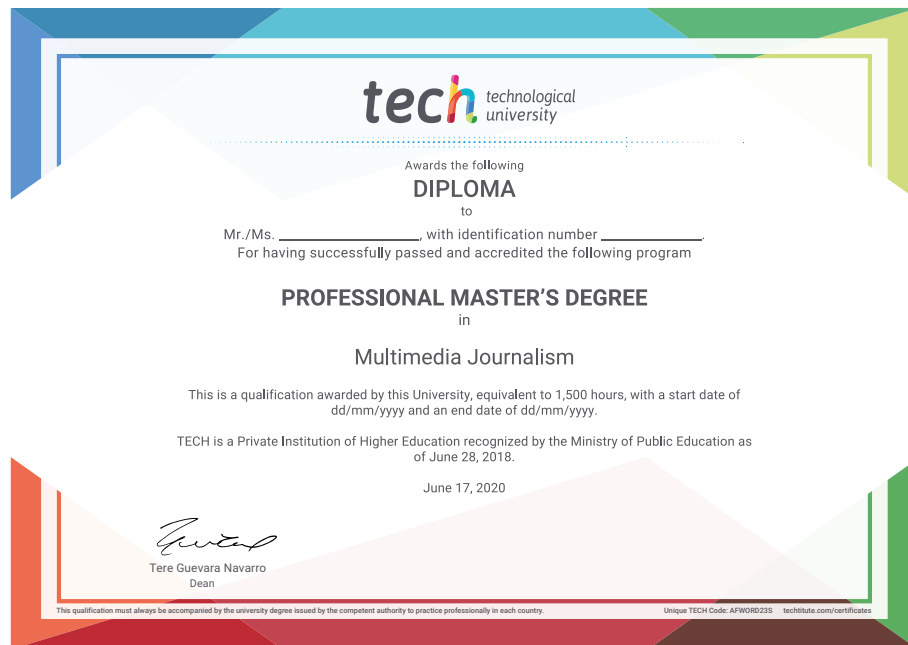 tech technological
university
Awards the following
DIPLOMA
to
Mr./Ms. ____________________, with identification number ______________.
For having successfully passed and accredited the following program
PROFESSIONAL MASTER'S DEGREE
in
Multimedia Journalism
This is a qualification awarded by this University, equivalent to 1,500 hours, with a start date of
dd/mm/yyyy and an end date of dd/mm/yyyy.
TECH is a Private Institution of Higher Education recognized by the Ministry of Public Education as
of June 28, 2018.
June 17, 2020
Tere Guevara Navarro
Dean
This qualification must always be accompanied by the university degree issued by the competent authority to practice professionally in each country. Unique TECH Code: AFWORD23S techtitute.com/certificates